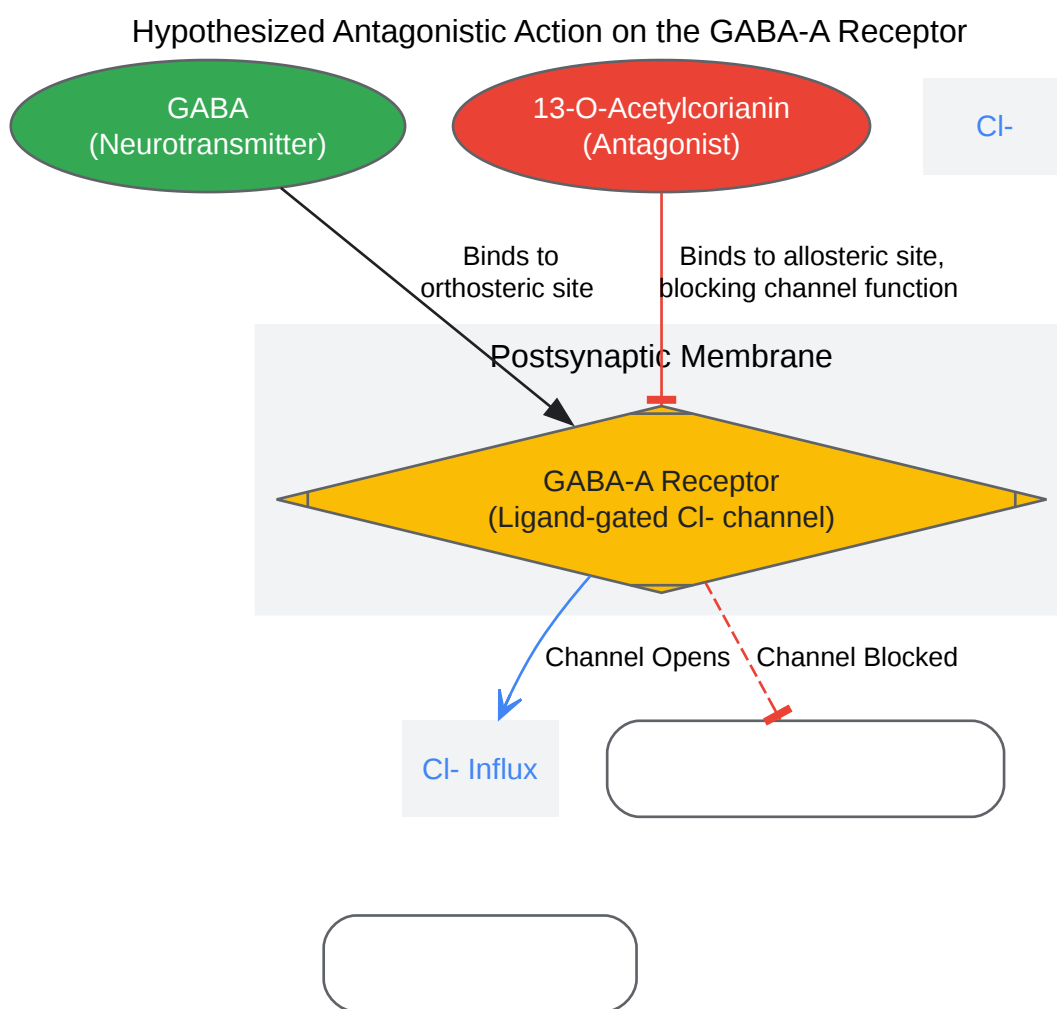 Hypothesized Antagonistic Action on the GABA-A Receptor
GABA
(Neurotransmitter)
13-O-Acetylcorianin
(Antagonist)
Cl-
Binds to
orthosteric site
Binds to allosteric site,
blocking channel function
Postsynaptic Membrane
GABA-A Receptor
(Ligand-gated Cl- channel)
Channel Opens
Channel Blocked
Cl- Influx